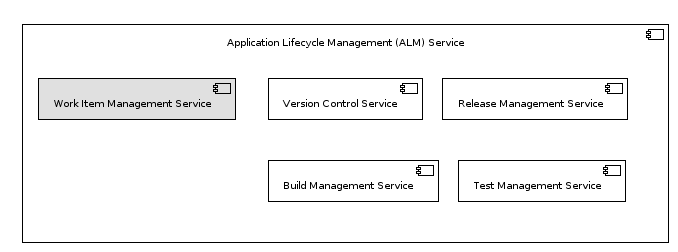 Application Lifecycle Management (ALM) Service
Work Item Management Service
Version Control Service
Release Management Service
Build Management Service
Test Management Service